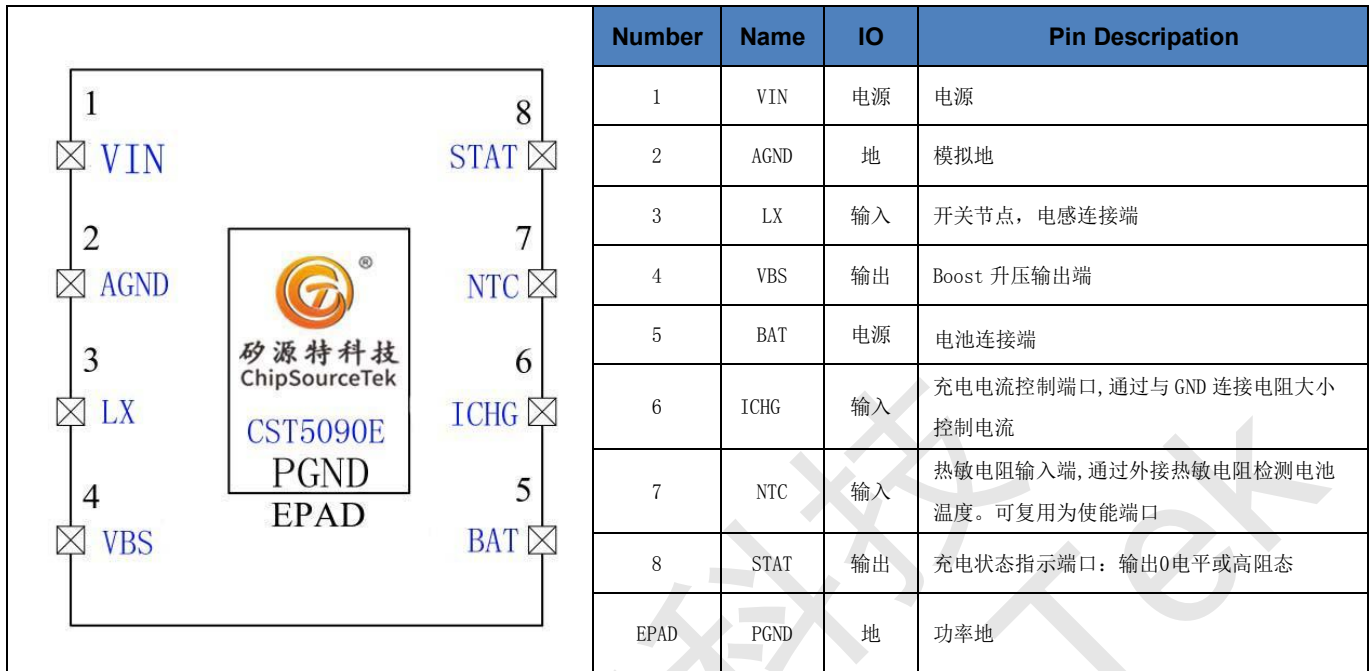 1
VIN
2
AGND
3
LX
4
VBS
8
STAT
7
NTC
6
ICHG
5
BAT
®
矽源特科技
ChipSourceTek
CST5090E
PGND
EPAD
Number Name IO Pin Descripation
1 VIN 电源 电源
2 AGND 地 模拟地
3 LX 输入 开关节点，电感连接端
4 VBS 输出 Boost 升压输出端
5 BAT 电源 电池连接端
6 ICHG 输入 充电电流控制端口,通过与 GND 连接电阻大小
控制电流
7 NTC 输入 热敏电阻输入端,通过外接热敏电阻检测电池
温度。可复用为使能端口
8 STAT 输出 充电状态指示端口：输出0电平或高阻态
EPAD PGND 地 功率地
科技
Tek